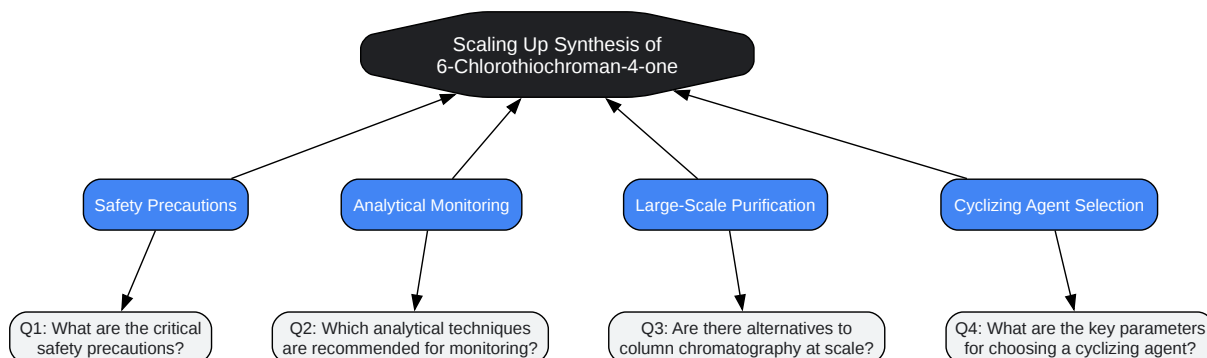 Scaling Up Synthesis of
6-Chlorothiochroman-4-one
Safety Precautions
Analytical Monitoring
Large-Scale Purification
Cyclizing Agent Selection
Q1: What are the critical
safety precautions?
Q2: Which analytical techniques
are recommended for monitoring?
Q3: Are there alternatives to
column chromatography at scale?
Q4: What are the key parameters
for choosing a cyclizing agent?